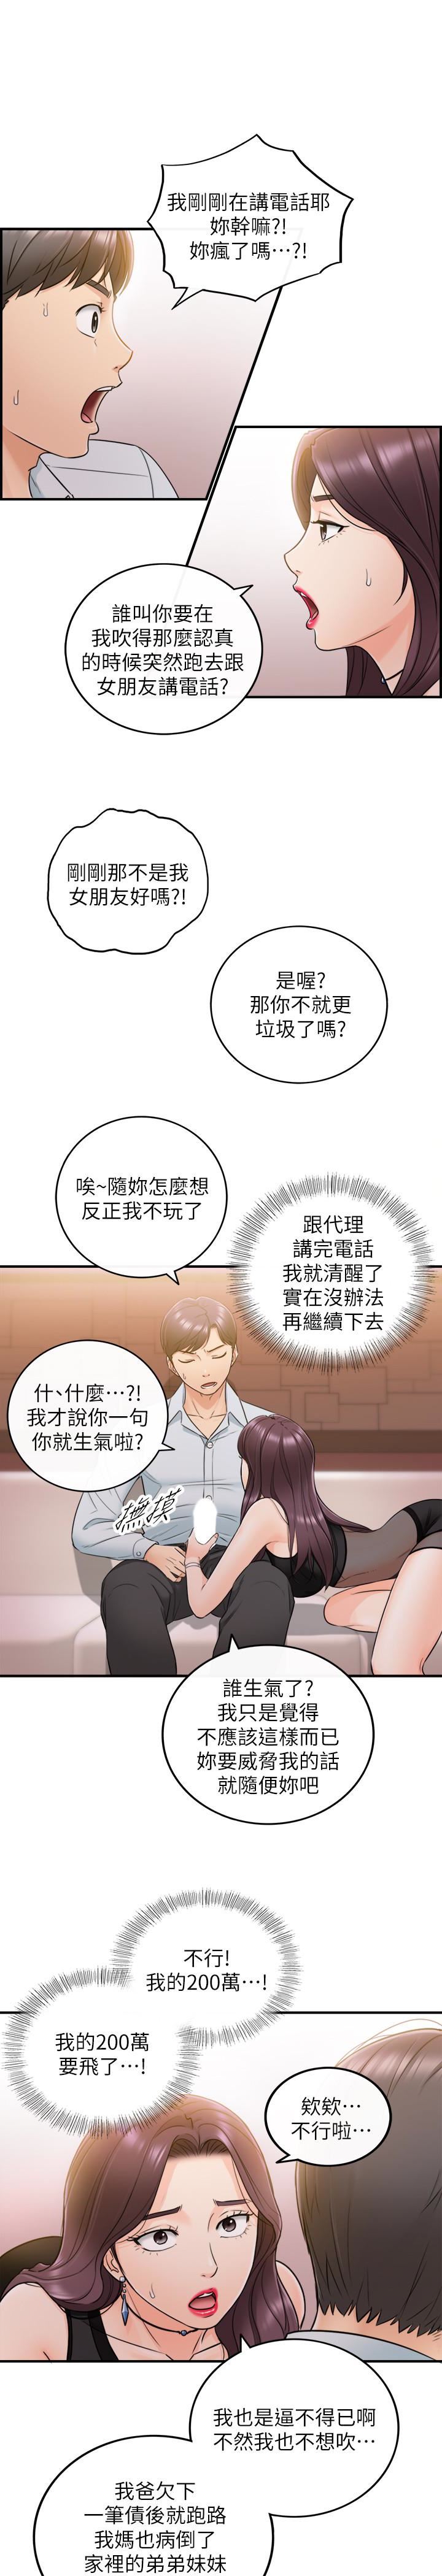 我剛剛在講電話耶
妳幹嘛?!
妳瘋了嗎…?!
誰叫你要在
我吹得那麼認真
的時候突然跑去跟
女朋友講電話?
剛剛那不是我
女朋友好嗎?!
是喔?
那你不就更
垃圾了嗎?
唉~隨妳怎麼想
反正我不玩了
跟代理
講完電話
我就清醒了
實在沒辦法
再繼續下去
什、什麼…?!
我才說你一句
你就生氣啦?
撫摸
誰生氣了?
我只是覺得
不應該這樣而已
妳要威脅我的話
就隨便妳吧
不行!
我的200萬…!
我的200萬
要飛了…!
欸欸…
不行啦…
我也是逼不得已啊
不然我也不想吹…
我爸欠下
一筆債後就跑路
我媽也病倒了
家裡的弟弟妹妹